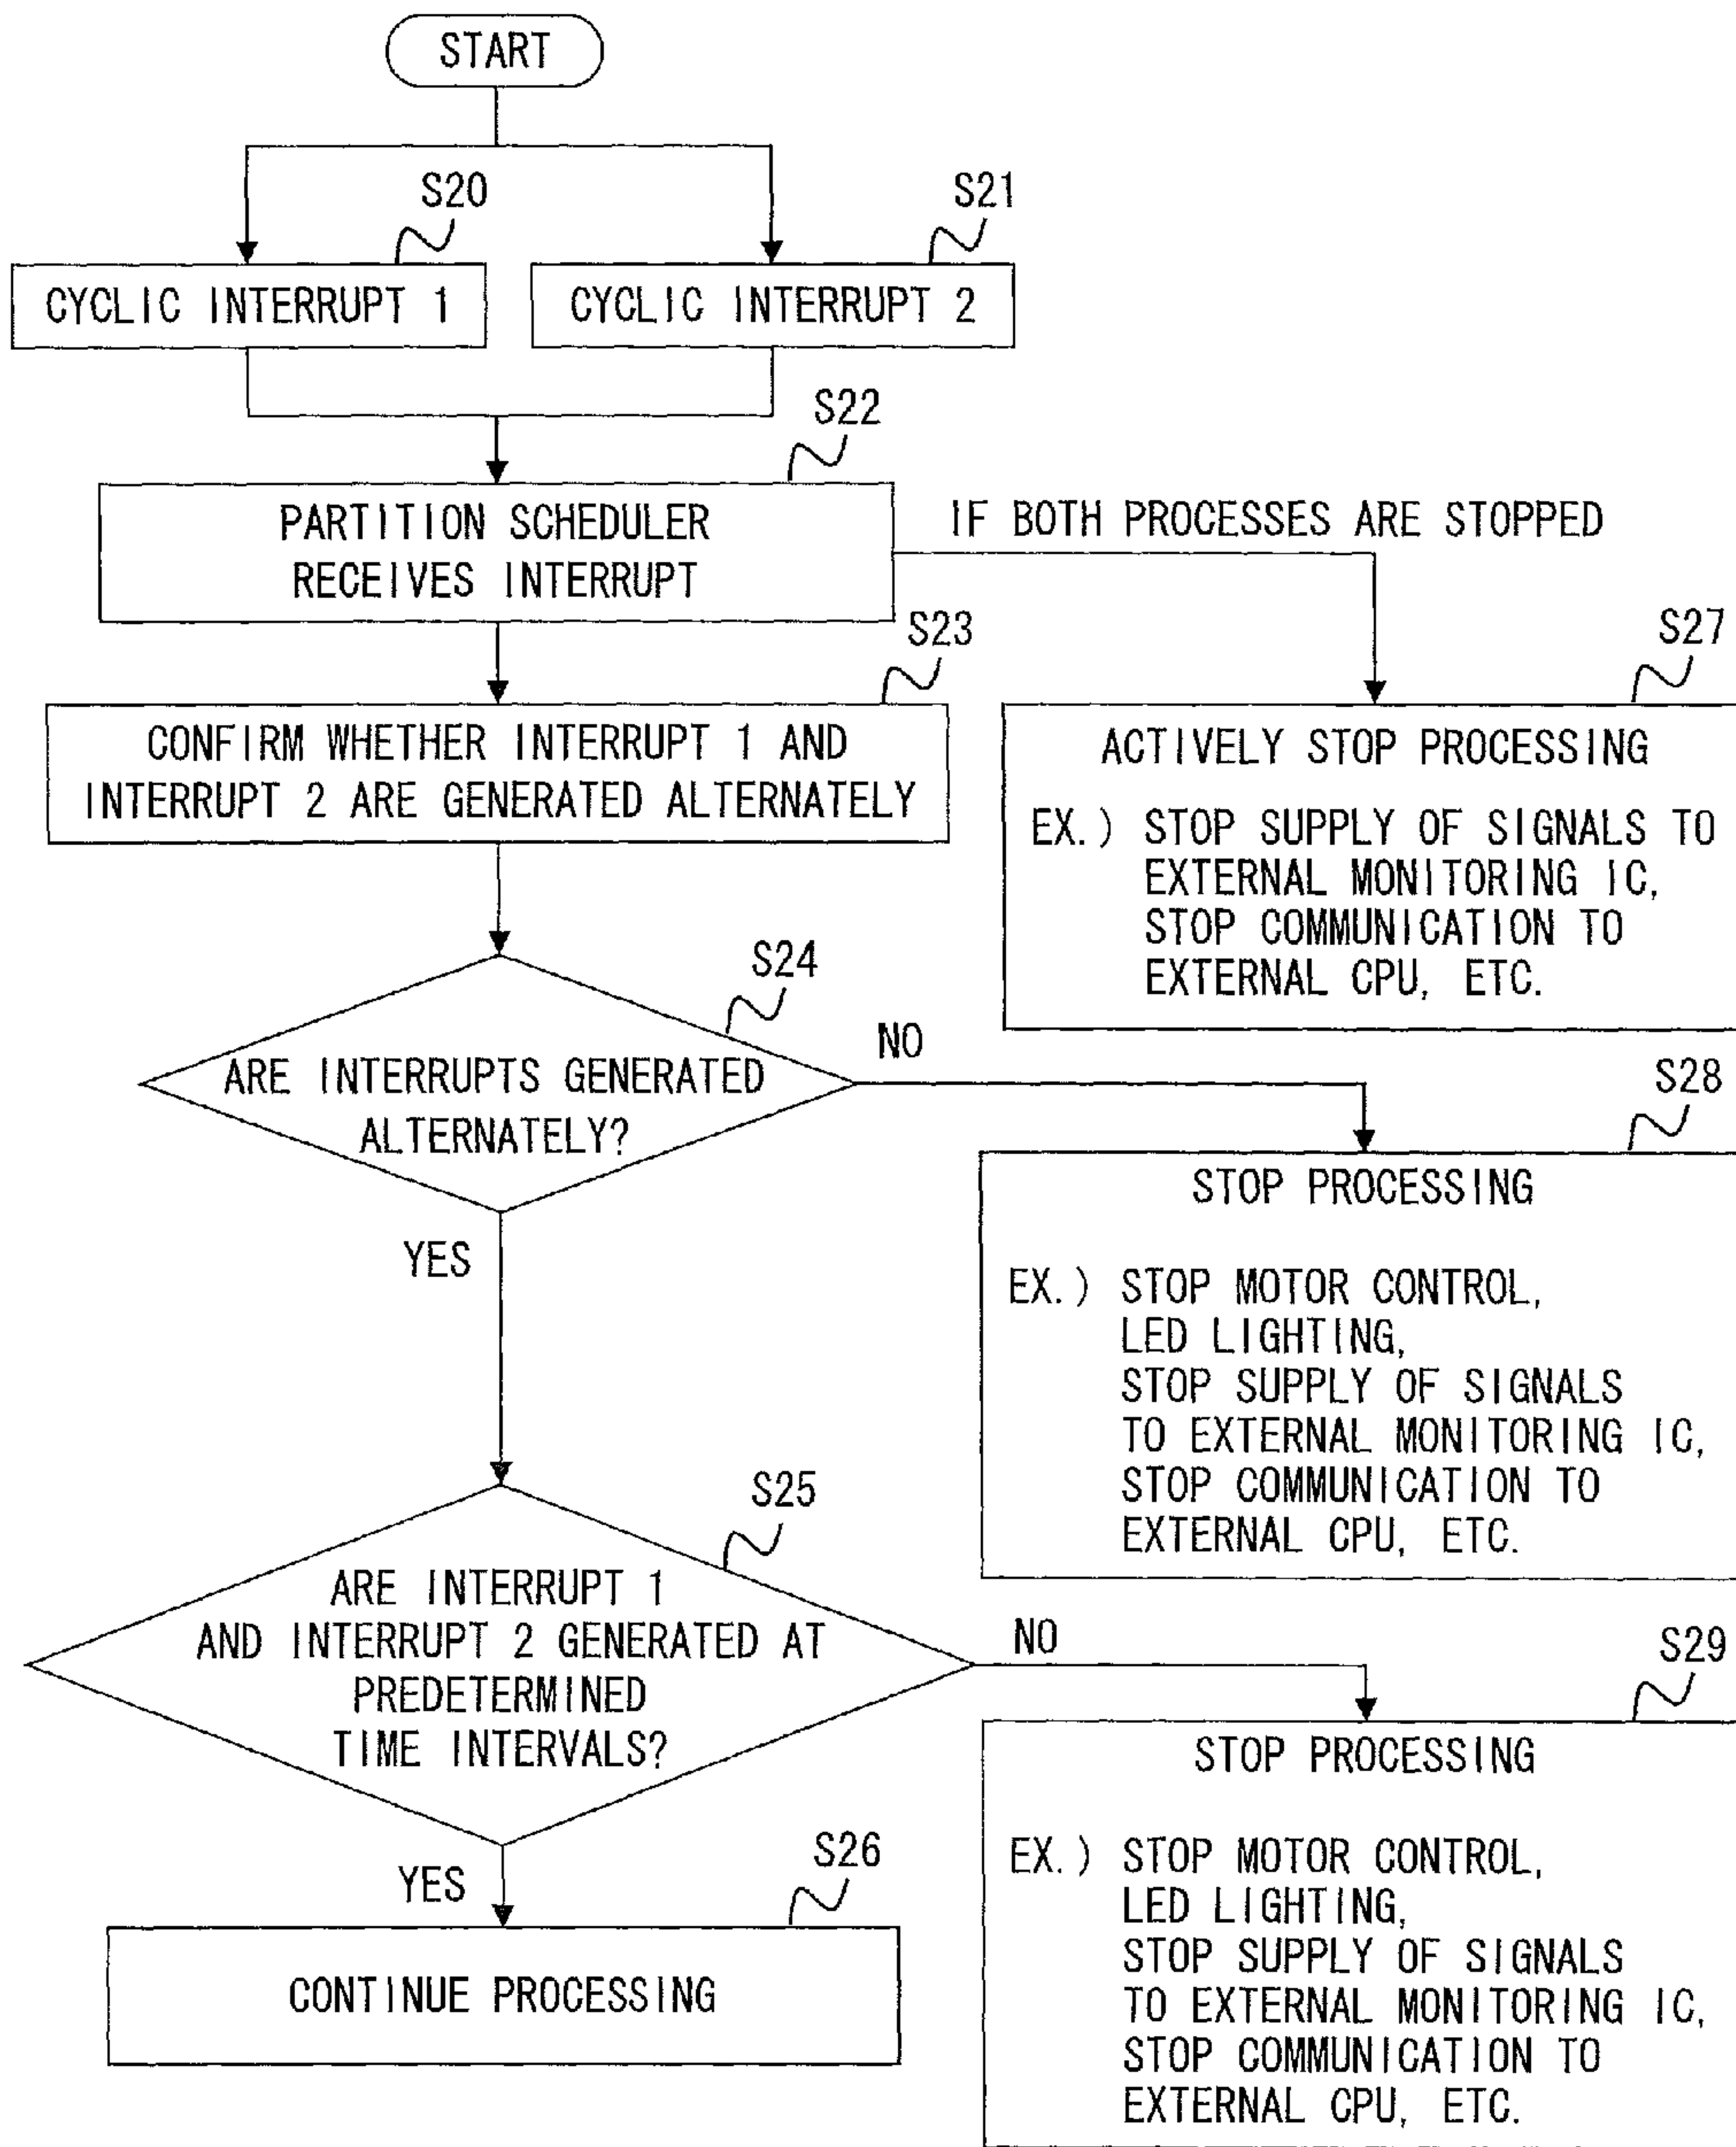 START
S20
S21
CYCLIC INTERRUPT 1
CYCLIC INTERRUPT 2
S22
PARTITION SCHEDULER
RECEIVES INTERRUPT
IF BOTH PROCESSES ARE STOPPED
S23
CONFIRM WHETHER INTERRUPT 1 AND
INTERRUPT 2 ARE GENERATED ALTERNATELY
S27
ACTIVELY STOP PROCESSING
EX.) STOP SUPPLY OF SIGNALS TO
EXTERNAL MONITORING IC,
STOP COMMUNICATION TO
EXTERNAL CPU, ETC.
S24
ARE INTERRUPTS GENERATED
ALTERNATELY?
NO
YES
S28
STOP PROCESSING
EX.) STOP MOTOR CONTROL,
LED LIGHTING,
STOP SUPPLY OF SIGNALS
TO EXTERNAL MONITORING IC,
STOP COMMUNICATION TO
EXTERNAL CPU, ETC.
S25
ARE INTERRUPT 1
AND INTERRUPT 2 GENERATED AT
PREDETERMINED
TIME INTERVALS?
NO
YES
S29
STOP PROCESSING
EX.) STOP MOTOR CONTROL,
LED LIGHTING,
STOP SUPPLY OF SIGNALS
TO EXTERNAL MONITORING IC,
STOP COMMUNICATION TO
EXTERNAL CPU, ETC.
S26
CONTINUE PROCESSING